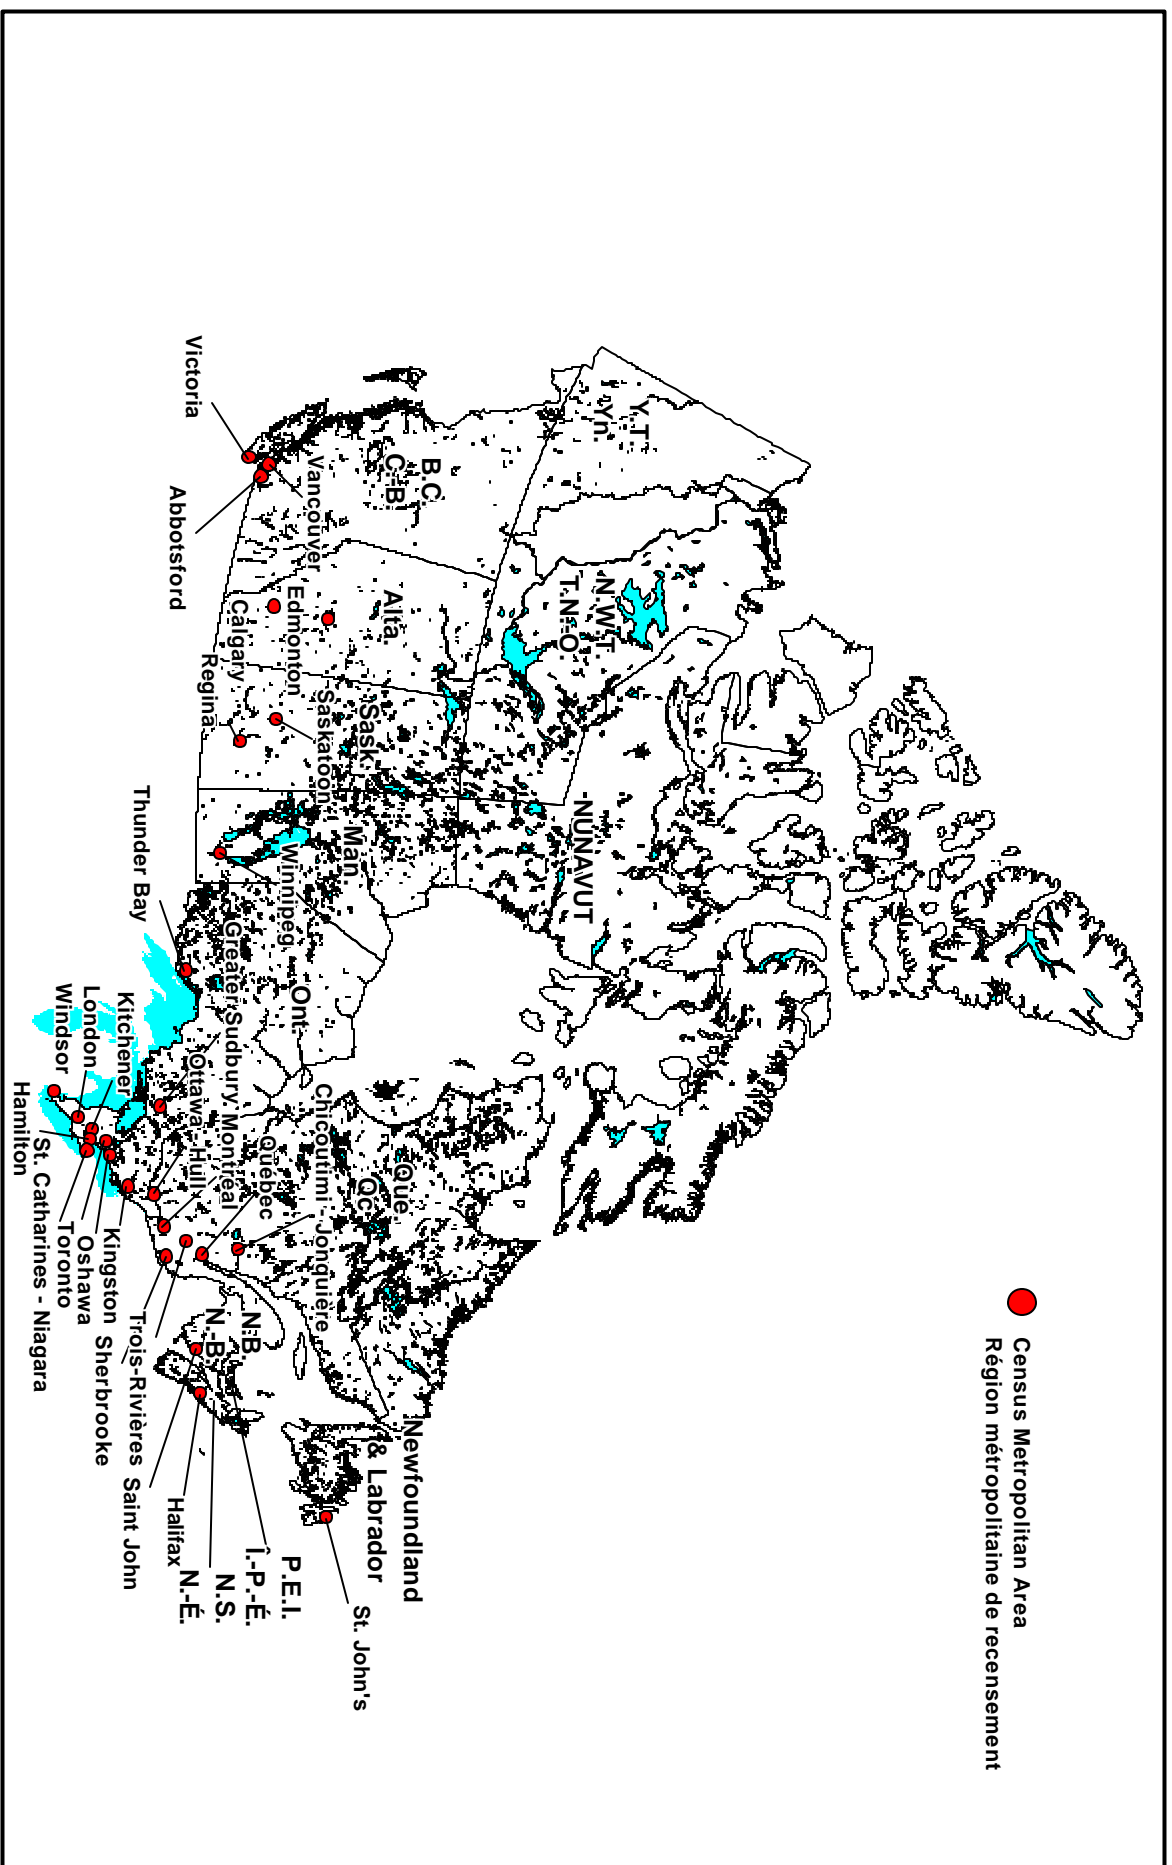 Census Metropolitan Area
Région métropolitaine de recensement
Y.T.
Yn.
N.W.T.
T.N.-O.
NUNAVUT
B.C.
C.-B.
Alta.
Sask.
Man.
Ont.
Que
Qc
Newfoundland
& Labrador
N.B.
N.-B.
P.E.I.
Î.-P.-É.
N.S.
N.-É.
Victoria
Vancouver
Abbotsford
Edmonton
Calgary
Saskatoon
Regina
Winnipeg
Thunder Bay
Greater Sudbury
Ottawa - Hull
Montréal
Québec
Chicoutimi - Jonquière
Kitchener
London
Windsor
Hamilton
St. Catharines - Niagara
Toronto
Oshawa
Kingston
Sherbrooke
Trois-Rivières
Saint John
Halifax
St. John's